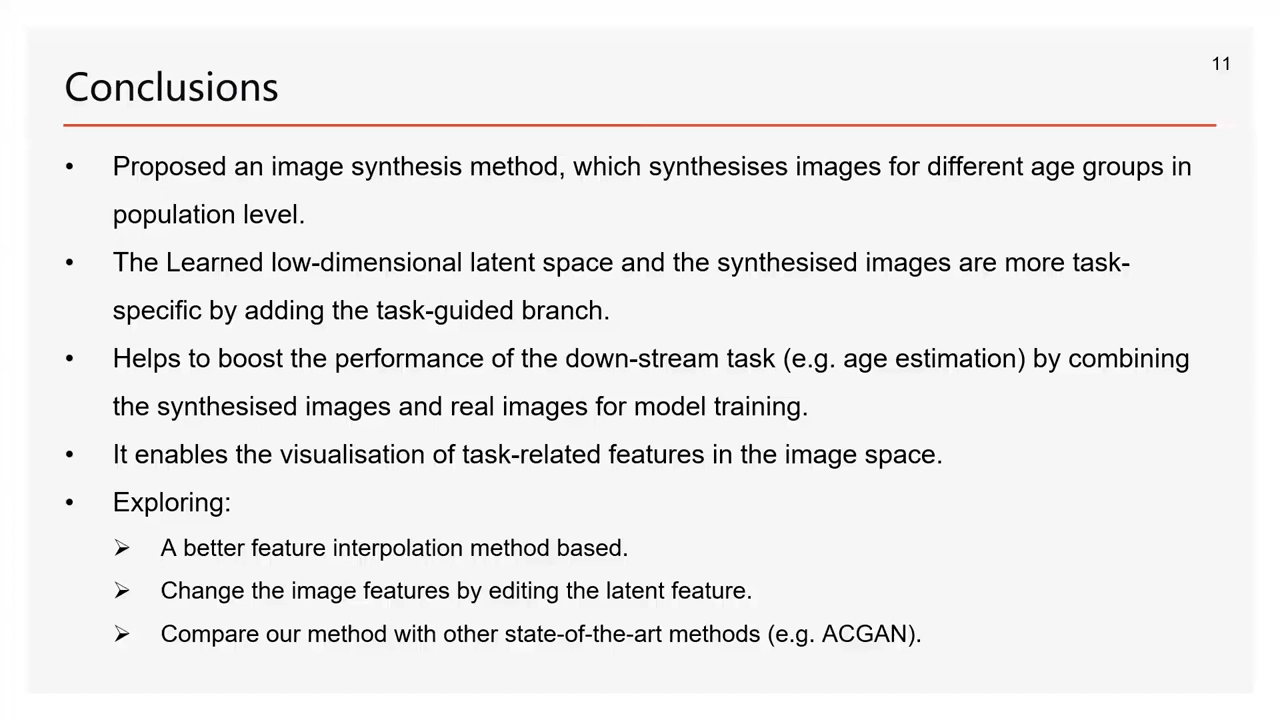 11
Conclusions
• Proposed an image synthesis method, which synthesises images for different age groups in
population level.
• The Learned low-dimensional latent space and the synthesised images are more task-
specific by adding the task-guided branch.
• Helps to boost the performance of the down-stream task (e.g. age estimation) by combining
the synthesised images and real images for model training.
• It enables the visualisation of task-related features in the image space.
• Exploring:
➢ A better feature interpolation method based.
➢ Change the image features by editing the latent feature.
➢ Compare our method with other state-of-the-art methods (e.g. ACGAN).